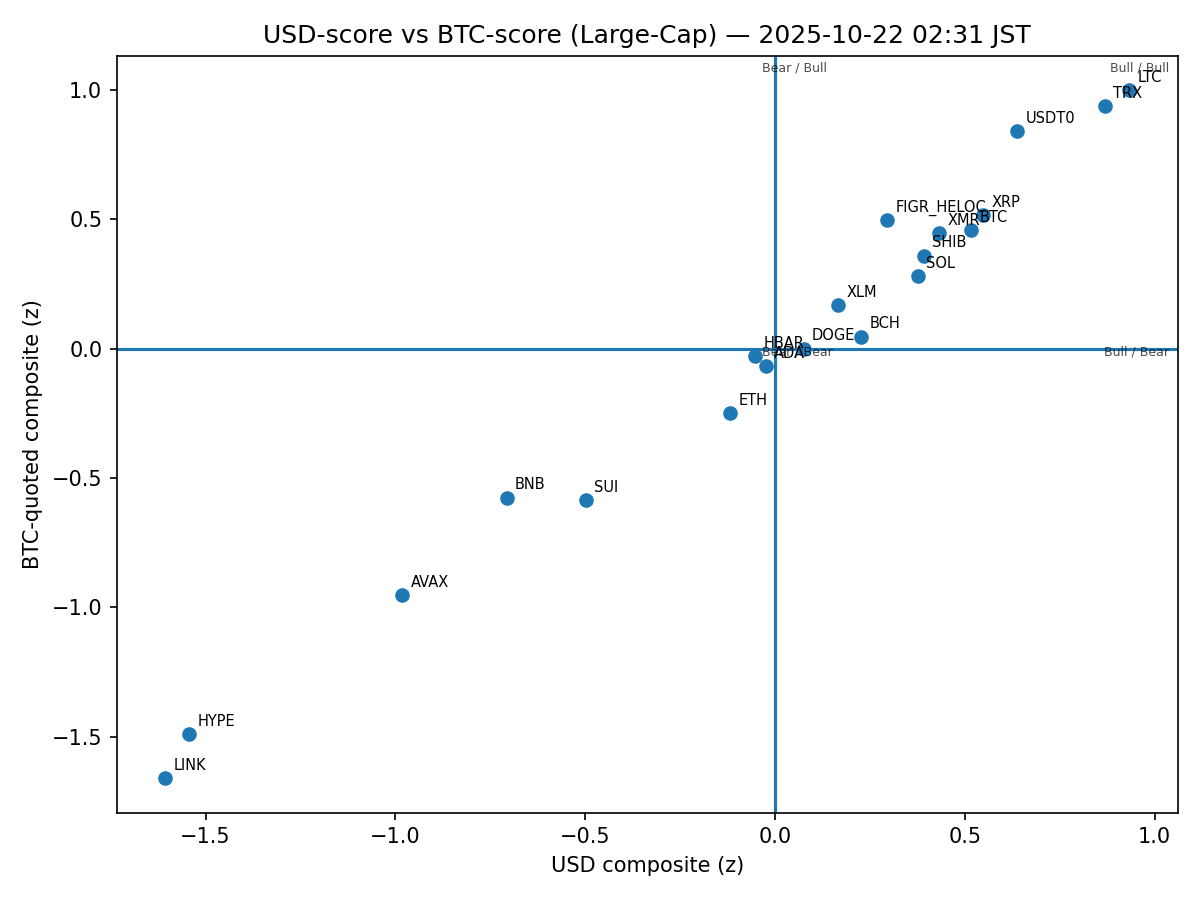 USD-score vs BTC-score (Large-Cap) — 2025-10-22 02:31 JST
Bear / Bull
Bull / Bull
LTC
TRX
USDT0
XRP
FIGR_HELOC
BTC
XMR
SHIB
SOL
XLM
BCH
DOGE
HBAR
ADA
Bear / Bear
Bull / Bear
ETH
BNB
SUI
AVAX
HYPE
LINK
1.0
0.5
0.0
−0.5
−1.0
−1.5
BTC-quoted composite (z)
−1.5
−1.0
−0.5
0.0
0.5
1.0
USD composite (z)